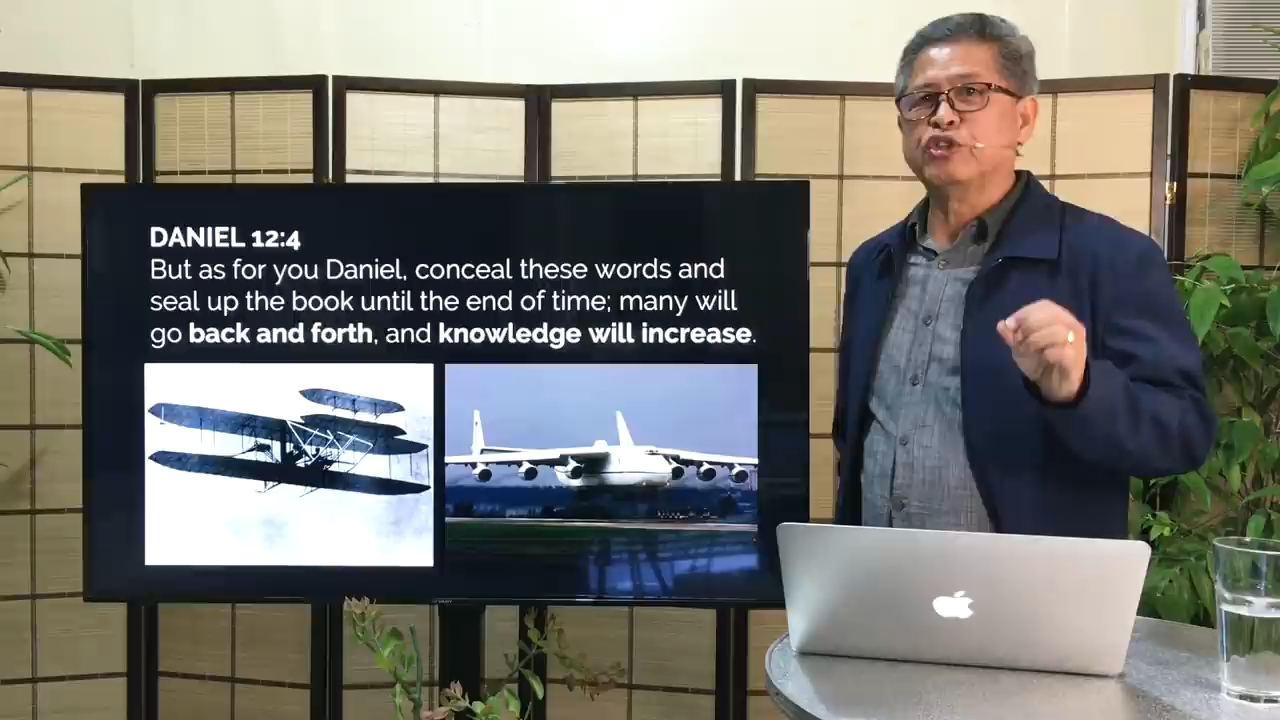 DANIEL 12:4
But as for you Daniel, conceal these words and
seal up the book until the end of time; many will
go back and forth, and knowledge will increase.